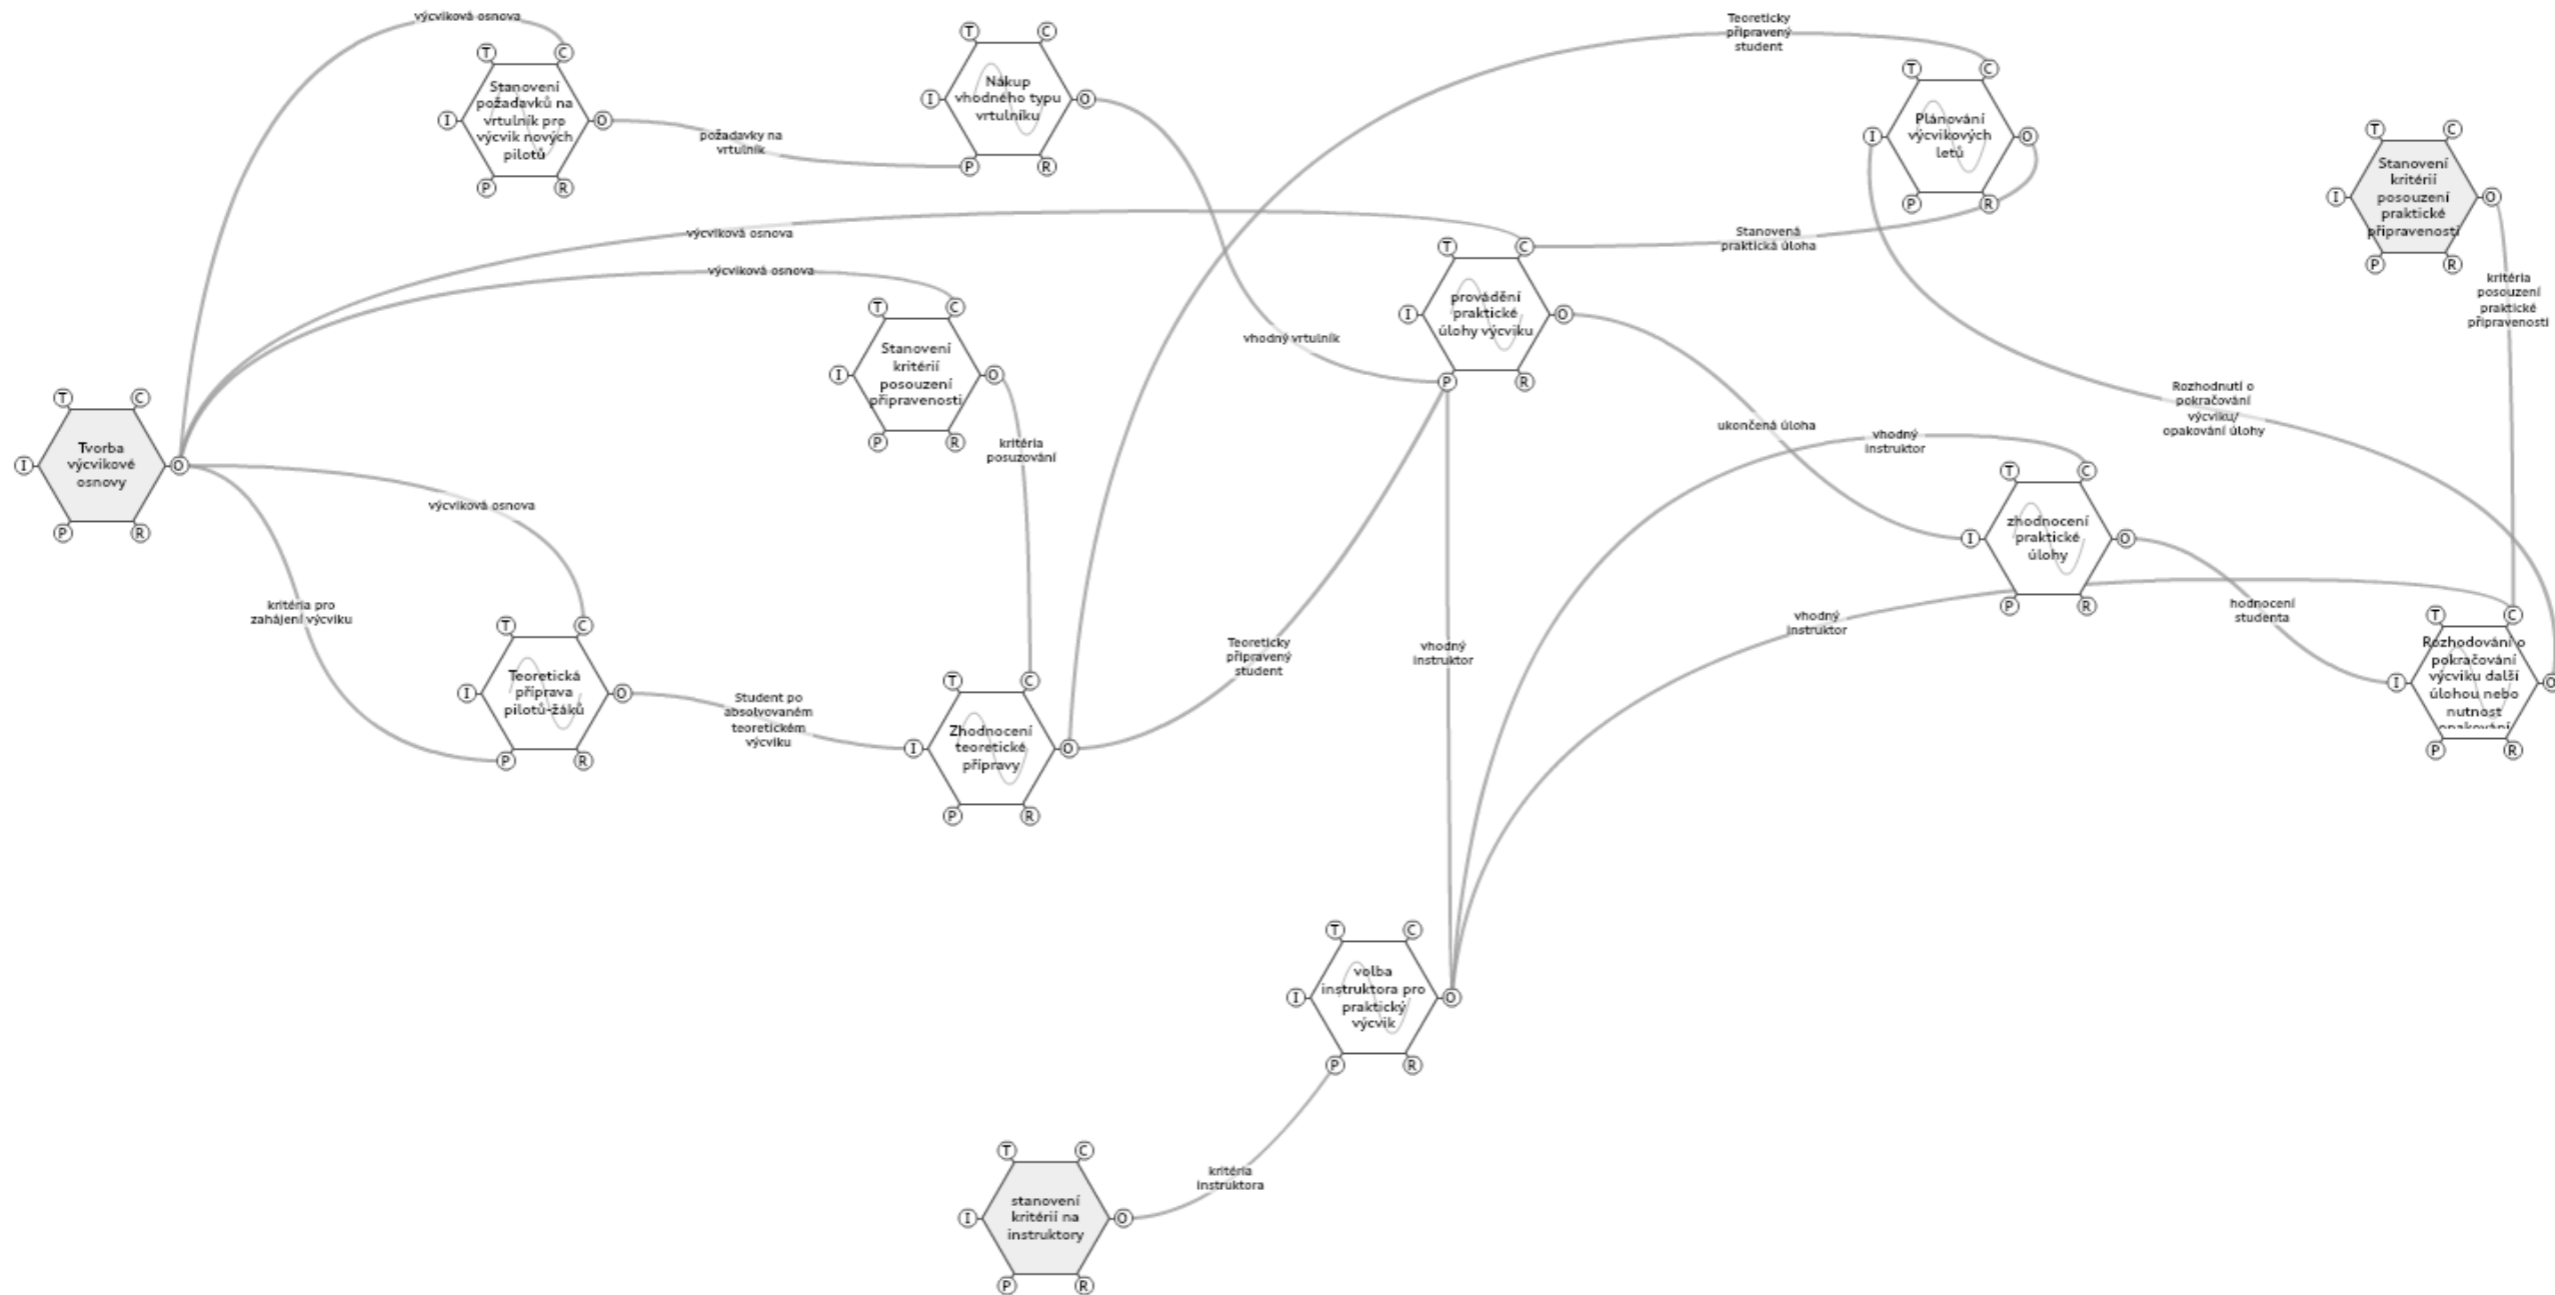 výcviková osnova
T
C
Stanovení
požadavků na
vrtulník pro
výcvik nových
pilotů
I
O
P
R
požadavky na
vrtulník
T
C
Nákup
vhodného typu
vrtulníku
I
O
P
R
Teoreticky
připravený
student
T
C
Plánování
výcvikových
letů
I
O
P
R
T
C
Stanovení
kritérií
posouzení
praktické
připravenosti
I
O
P
R
výcviková osnova
výcviková osnova
Stanovená
praktická úloha
kritéria
posouzení
praktické
připravenosti
T
C
provádění
praktické
úlohy výcviku
I
O
P
R
vhodný vrtulník
T
C
Stanovení
kritérií
posouzení
připravenosti
I
O
P
R
kritéria
posuzování
Rozhodnutí o
pokračování
výcviku/
opakování úlohy
ukončená úloha
vhodný
instruktor
T
C
Tvorba
výcvikové
osnovy
I
O
P
R
výcviková osnova
kritéria pro
zahájení výcviku
T
C
zhodnocení
praktické
úlohy
I
O
P
R
hodnocení
studenta
vhodný
instruktor
T
C
Teoretická
příprava
pilotů-žáků
I
O
P
R
Student po
absolvovaném
teoretickém
výcviku
T
C
Zhodnocení
teoretické
přípravy
I
O
P
R
Teoreticky
připravený
student
vhodný
instruktor
T
C
Rozhodování o
pokračování
výcviku další
úlohou nebo
nutnost
opakování
I
O
P
R
T
C
volba
instruktora pro
praktický
výcvik
I
O
P
R
kritéria
instruktora
T
C
stanovení
kritérií na
instruktory
I
O
P
R